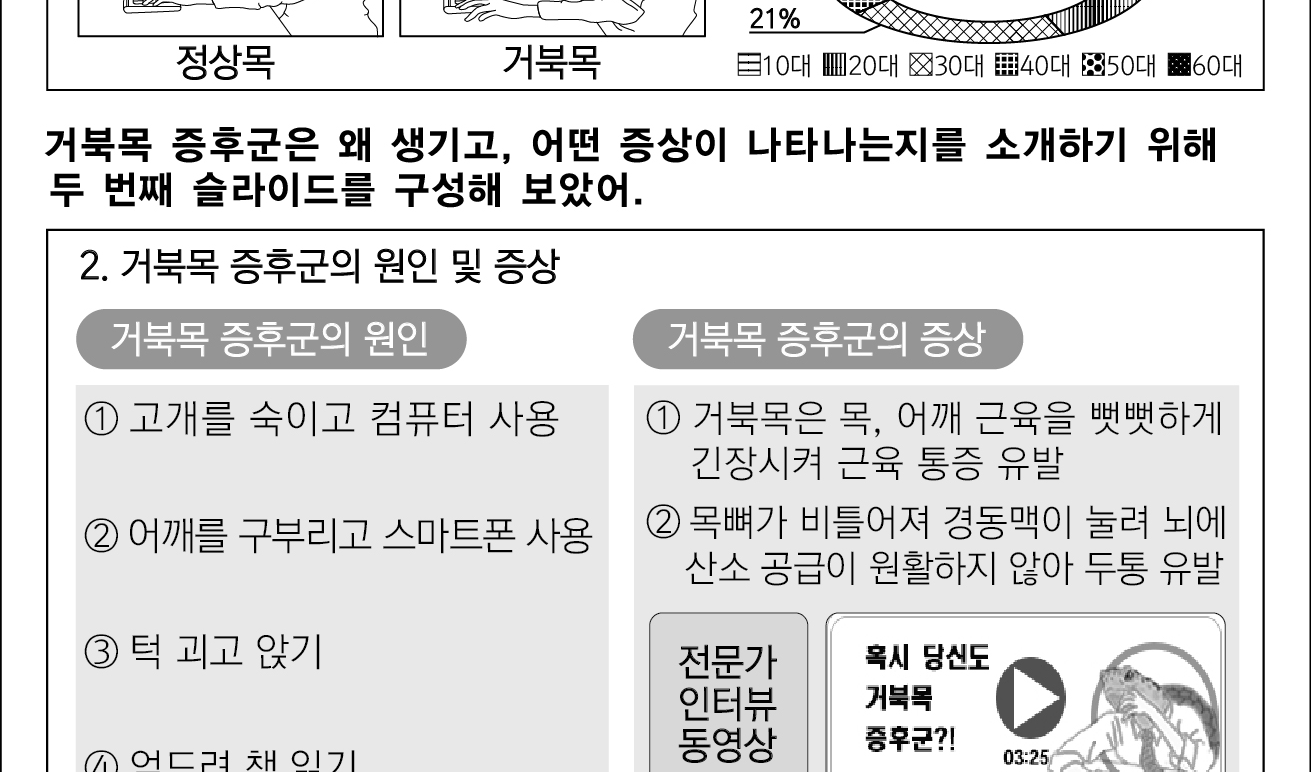 21%
정상목
거북목
10대 20대 30대 40대 50대 60대
거북목 증후군은 왜 생기고, 어떤 증상이 나타나는지를 소개하기 위해
두 번째 슬라이드를 구성해 보았어.
2. 거북목 증후군의 원인 및 증상
거북목 증후군의 원인
① 고개를 숙이고 컴퓨터 사용
② 어깨를 구부리고 스마트폰 사용
③ 턱 괴고 앉기
④ 엎드려 책 읽기
거북목 증후군의 증상
① 거북목은 목, 어깨 근육을 뻣뻣하게
긴장시켜 근육 통증 유발
② 목뼈가 비틀어져 경동맥이 눌려 뇌에
산소 공급이 원활하지 않아 두통 유발
전문가
인터뷰
동영상
혹시 당신도
거북목
증후군?!
03:25